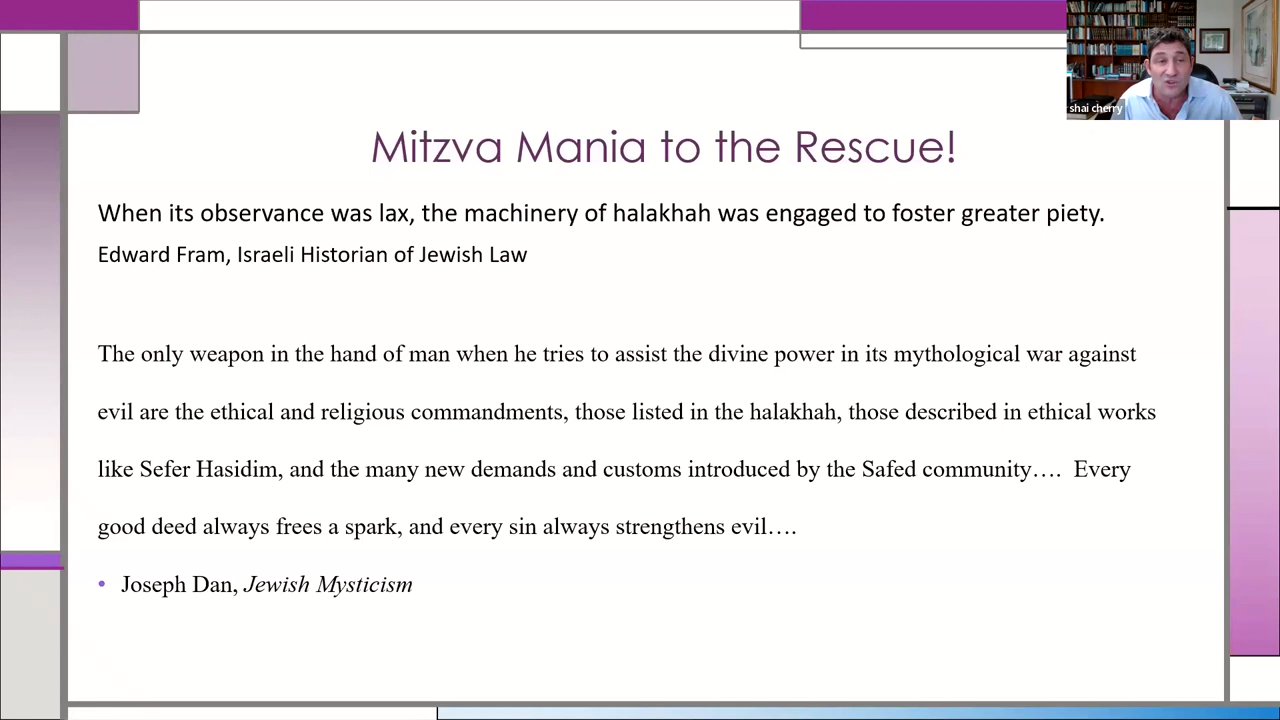 shai cherry
Mitzva Mania to the Rescue!
When its observance was lax, the machinery of halakhah was engaged to foster greater piety.
Edward Fram, Israeli Historian of Jewish Law
The only weapon in the hand of man when he tries to assist the divine power in its mythological war against
evil are the ethical and religious commandments, those listed in the halakhah, those described in ethical works
like Sefer Hasidim, and the many new demands and customs introduced by the Safed community…. Every
good deed always frees a spark, and every sin always strengthens evil….
• Joseph Dan, Jewish Mysticism